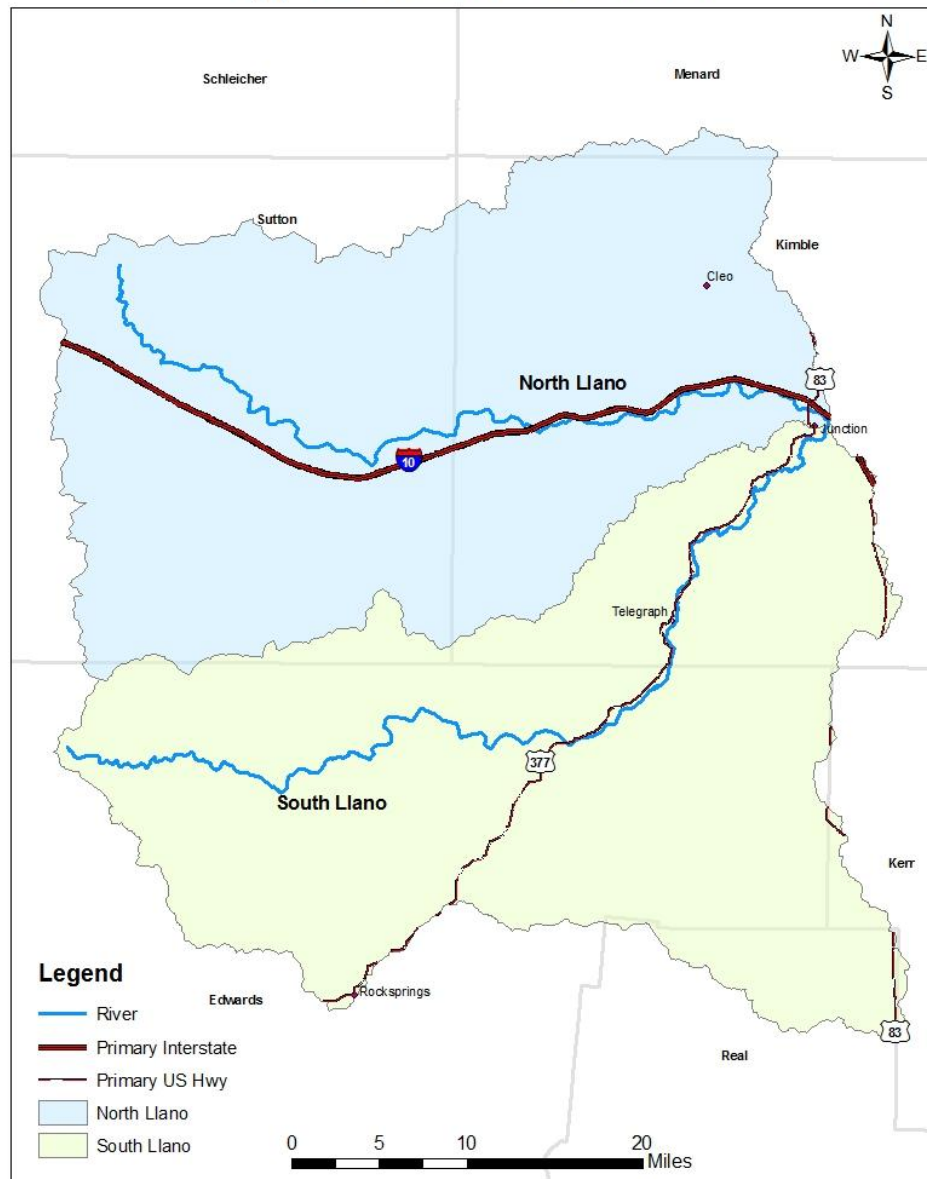 N
W E
S
Schleicher
Menard
Sutton
Kimble
Cleo
North Llano
83
Junction
10
Telegraph
377
South Llano
Kerr
Legend
Edwards
Rocksprings
River
83
Primary Interstate
Real
Primary US Hwy
North Llano
South Llano
0 5 10 20
Miles